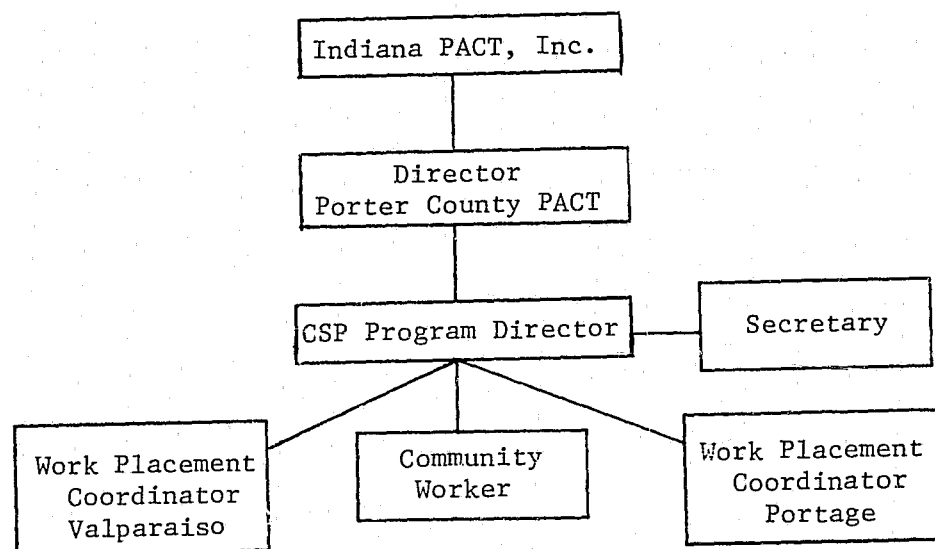 Indiana PACT, Inc.
Director
Porter County PACT
CSP Program Director
Secretary
Work Placement
Coordinator
Valparaiso
Community
Worker
Work Placement
Coordinator
Portage